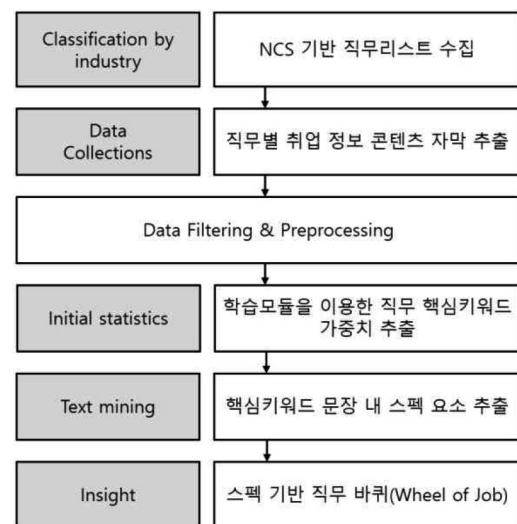 Classification by
industry
NCS 기반 직무리스트 수집
Data
Collections
직무별 취업 정보 콘텐츠 자막 추출
Data Filtering & Preprocessing
Initial statistics
학습모듈을 이용한 직무 핵심키워드
가중치 추출
Text mining
핵심키워드 문장 내 스펙 요소 추출
Insight
스펙 기반 직무 바퀴(Wheel of Job)